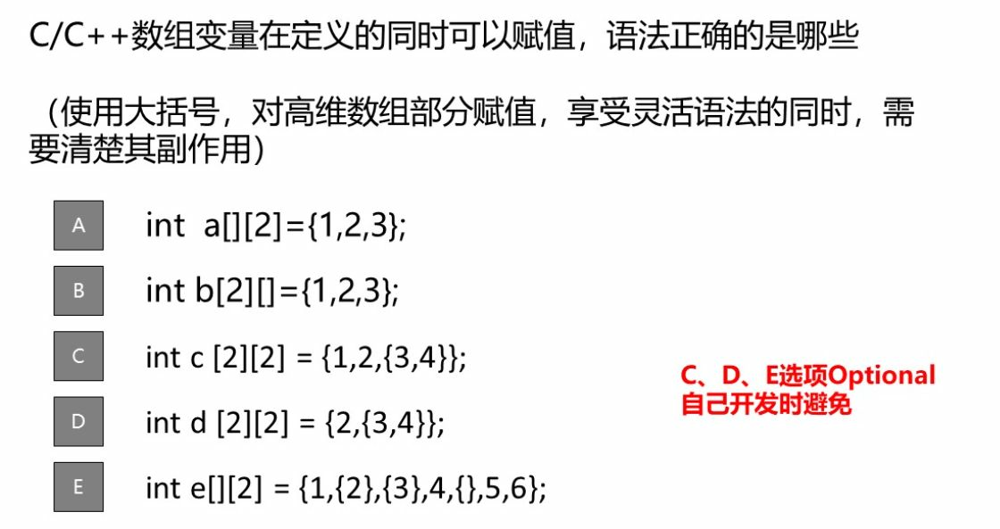 C/C++数组变量在定义的同时可以赋值，语法正确的是哪些
（使用大括号，对高维数组部分赋值，享受灵活语法的同时，需
要清楚其副作用）
A int a[][2]={1,2,3};
B int b[2][]={1,2,3};
C int c [2][2] = {1,2,{3,4}};
D int d [2][2] = {2,{3,4}};
E int e[][2] = {1,{2},{3},4,{},5,6};
C、D、E选项Optional
自己开发时避免